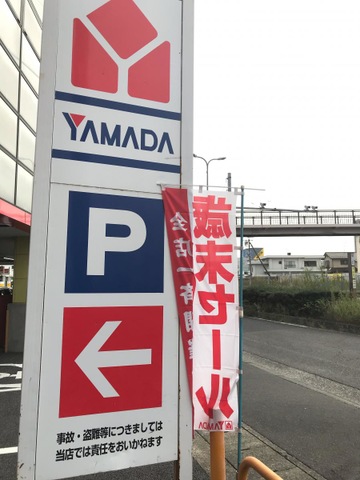 YAMADA
P
事故・盗難等につきましては
当店では責任をおいかねます
歳末セール
全店一斉開催
YAMADA